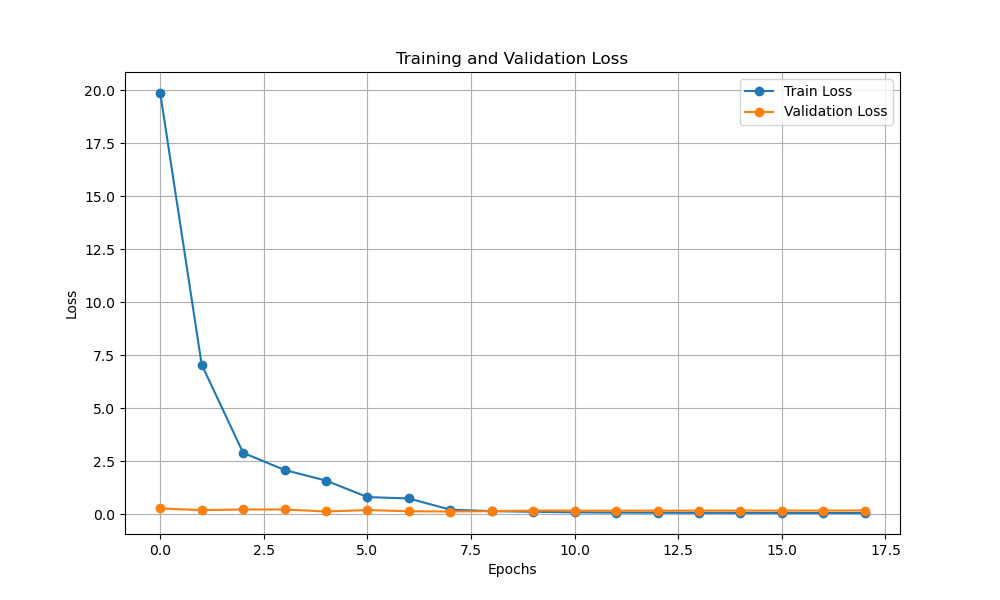 Training and Validation Loss
Train Loss
Validation Loss
20.0
17.5
15.0
12.5
10.0
7.5
5.0
2.5
0.0
Loss
0.0 2.5 5.0 7.5 10.0 12.5 15.0 17.5
Epochs